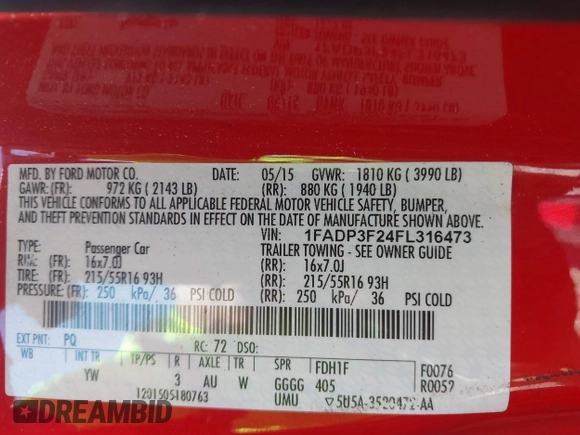 MFD. BY FORD MOTOR CO. DATE: 05/15 GVWR: 1810 KG ( 3990 LB)
GAWR:(FR): 972 KG ( 2143 LB) (RR): 880 KG ( 1940 LB)
THIS VEHICLE CONFORMS TO ALL APPLICABLE FEDERAL MOTOR VEHICLE SAFETY, BUMPER,
AND THEFT PREVENTION STANDARDS IN EFFECT ON THE DATE OF MANUFACTURE SHOWN ABOVE.
VIN: 1FADP3F24FL316473
TYPE: Passenger Car TRAILER TOWING - SEE OWNER GUIDE
RIM: (FR): 16x7.0J (RR): 16x7.0J
TIRE: (FR): 215/55R16 93H (RR): 215/55R16 93H
PRESSURE:(FR): 250 kPa/ 36 PSI COLD (RR): 250 kPa/ 36 PSI COLD
EXT PNT: PQ RC: 72 DSO:
WB INT TR TP/PS R AXLE TR SPR FDH1F F0076
YW 3 AU W GGGG 405 R0052
1201505180763 UMU 5U5A-3520472-AA
DREAMBID
dreambid.com